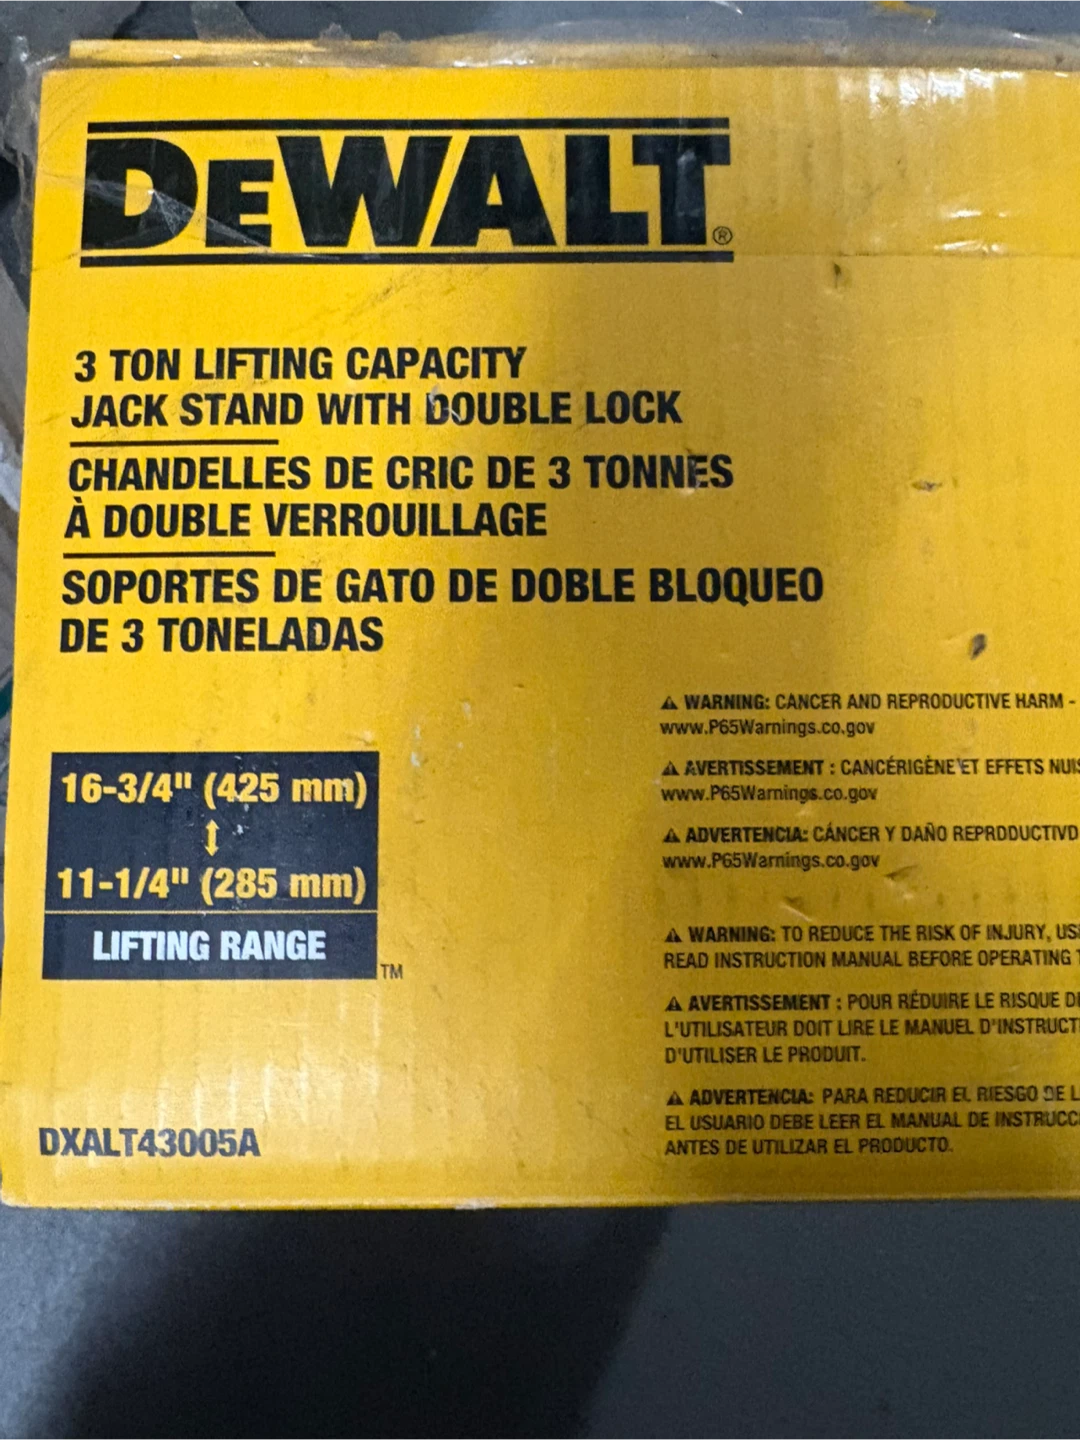 DEWALT®
3 TON LIFTING CAPACITY
JACK STAND WITH DOUBLE LOCK
CHANDELLES DE CRIC DE 3 TONNES
À DOUBLE VERROUILLAGE
SOPORTES DE GATO DE DOBLE BLOQUEO
DE 3 TONELADAS
16-3/4" (425 mm)
11-1/4" (285 mm)
LIFTING RANGE
TM
DXALT43005A
⚠ WARNING: CANCER AND REPRODUCTIVE HARM -
www.P65Warnings.co.gov
⚠ AVERTISSEMENT : CANCÉRIGÈNE ET EFFETS
www.P65Warnings.co.gov
⚠ ADVERTENCIA: CÁNCER Y DAÑO
www.P65Warnings.co.gov
⚠ WARNING: TO REDUCE THE RISK OF INJURY,
READ INSTRUCTION MANUAL BEFORE OPERATING
⚠ AVERTISSEMENT : POUR RÉDUIRE LE RISQUE
L'UTILISATEUR DOIT LIRE LE MANUEL
D'UTILISER LE PRODUIT.
⚠ ADVERTENCIA: PARA REDUCIR EL RIESGO DE
EL USUARIO DEBE LEER EL MANUAL DE
ANTES DE UTILIZAR EL PRODUCTO.